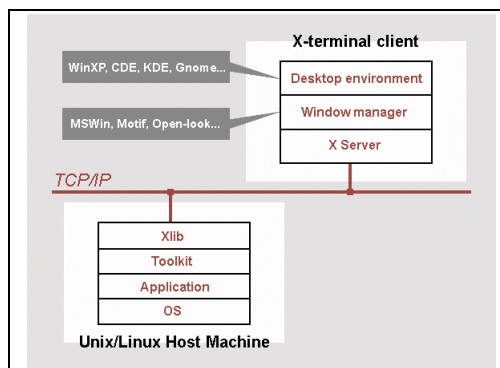 X-terminal client
WinXP, CDE, KDE, Gnome...
Desktop environment
MSWin, Motif, Open-look...
Window manager
X Server
TCP/IP
Xlib
Toolkit
Application
OS
Unix/Linux Host Machine